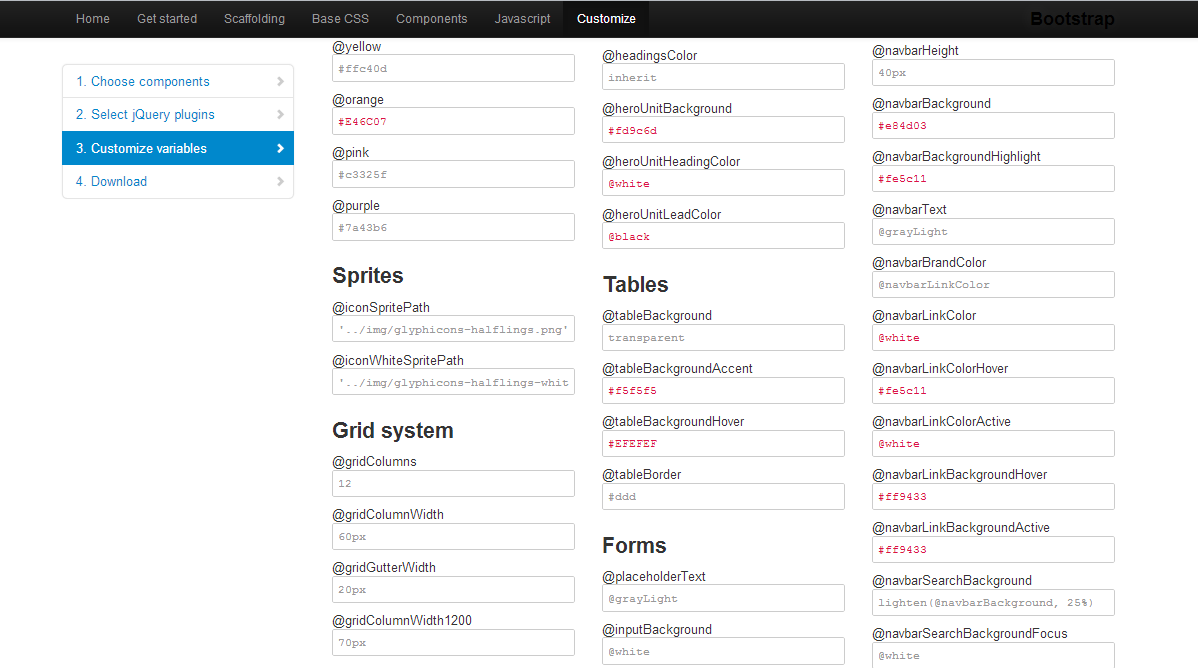 Home Get started Scaffolding Base CSS Components Javascript Customize Bootstrap
1. Choose components
2. Select jQuery plugins
3. Customize variables
4. Download
@yellow
#ffc40d
@orange
#E46C07
@pink
#c3325f
@purple
#7a43b6
Sprites
@iconSpritePath
'../img/glyphicons-halflings.png'
@iconWhiteSpritePath
'../img/glyphicons-halflings-whit
Grid system
@gridColumns
12
@gridColumnWidth
60px
@gridGutterWidth
20px
@gridColumnWidth1200
70px
@headingsColor
inherit
@heroUnitBackground
#fd9c6d
@heroUnitHeadingColor
@white
@heroUnitLeadColor
@black
Tables
@tableBackground
transparent
@tableBackgroundAccent
#f5f5f5
@tableBackgroundHover
#EFEFEF
@tableBorder
#ddd
Forms
@placeholderText
@grayLight
@inputBackground
@white
@navbarHeight
40px
@navbarBackground
#e84d03
@navbarBackgroundHighlight
#fe5c11
@navbarText
@grayLight
@navbarBrandColor
@navbarLinkColor
@navbarLinkColor
@white
@navbarLinkColorHover
#fe5c11
@navbarLinkColorActive
@white
@navbarLinkBackgroundHover
#ff9433
@navbarLinkBackgroundActive
#ff9433
@navbarSearchBackground
lighten(@navbarBackground, 25%)
@navbarSearchBackgroundFocus
@white